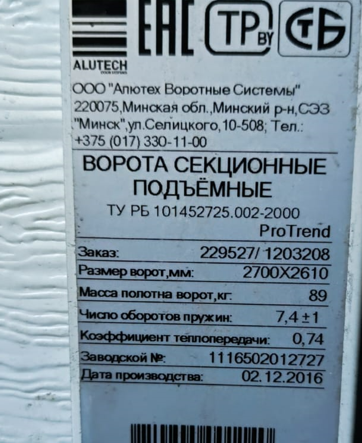 ALUTECH
DOOR SYSTEMS
ЕАС
ТР
BY
СТБ
ООО "Алютех Воротные Системы"
220075,Минская обл.,Минский р-н,СЭЗ
"Минск",ул.Селицкого,10-508; Тел.:
+375 (017) 330-11-00
ВОРОТА СЕКЦИОННЫЕ
ПОДЪЁМНЫЕ
ТУ РБ 101452725.002-2000
ProTrend
Заказ: 229527/ 1203208
Размер ворот,мм: 2700X2610
Масса полотна ворот,кг: 89
Число оборотов пружин: 7,4±1
Коэффициент теплопередачи: 0,74
Заводской №: 1116502012727
Дата производства: 02.12.2016